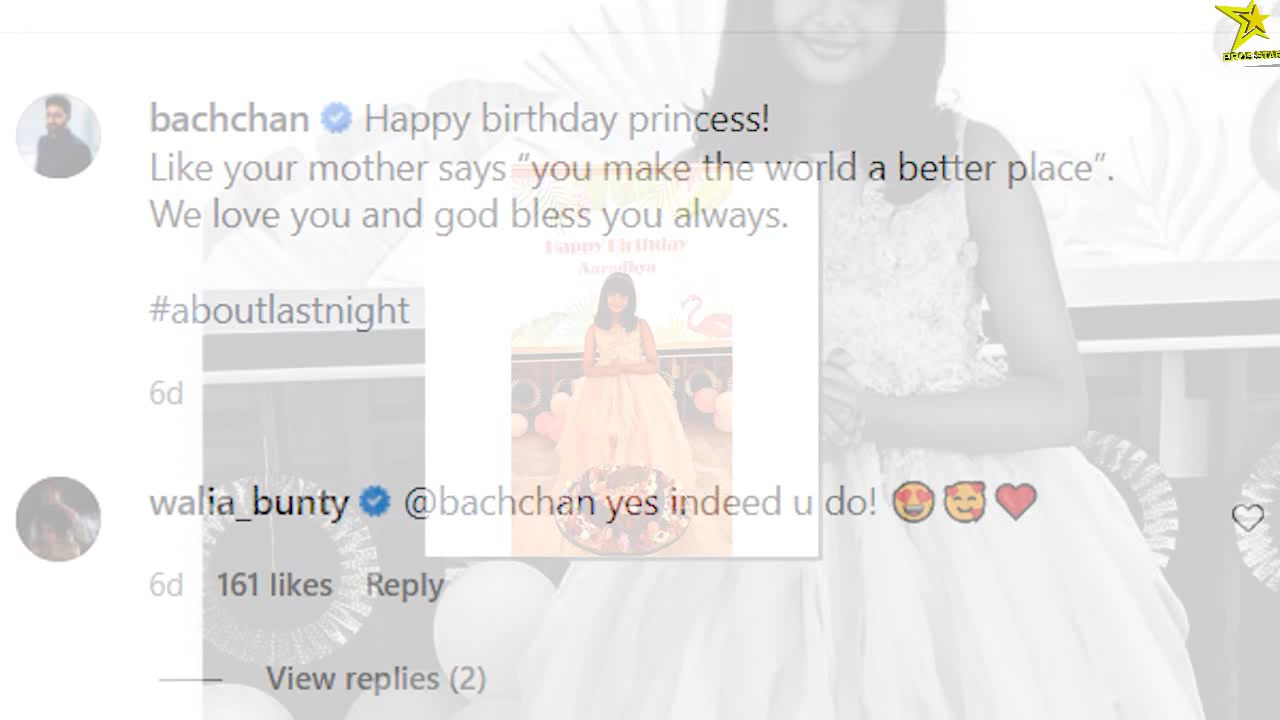 bachchan Happy birthday princess!
Like your mother says “you make the world a better place”.
We love you and god bless you always.
Happy Birthday
Aaradhya
#aboutlastnight
6d
walia_bunty @bachchan yes indeed u do! 😍 🥰 ❤️
6d 161 likes Reply
View replies (2)